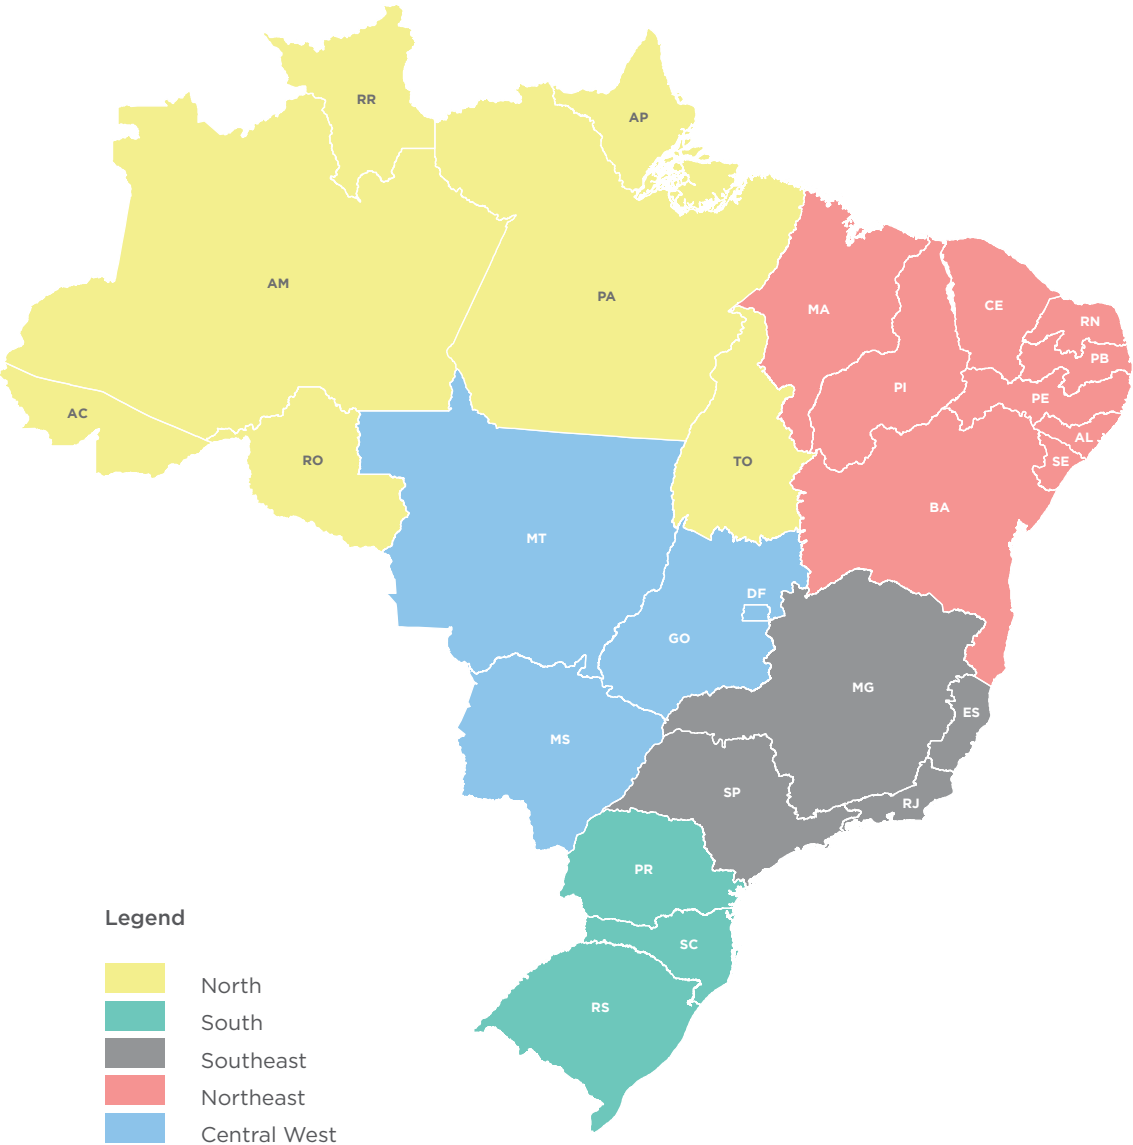 RR
AP
AM
PA
MA
CE
RN
PB
PI
PE
AC
AL
RO
TO
SE
BA
MT
DF
GO
MG
ES
MS
SP
RJ
PR
SC
RS
Legend
North
South
Southeast
Northeast
Central West